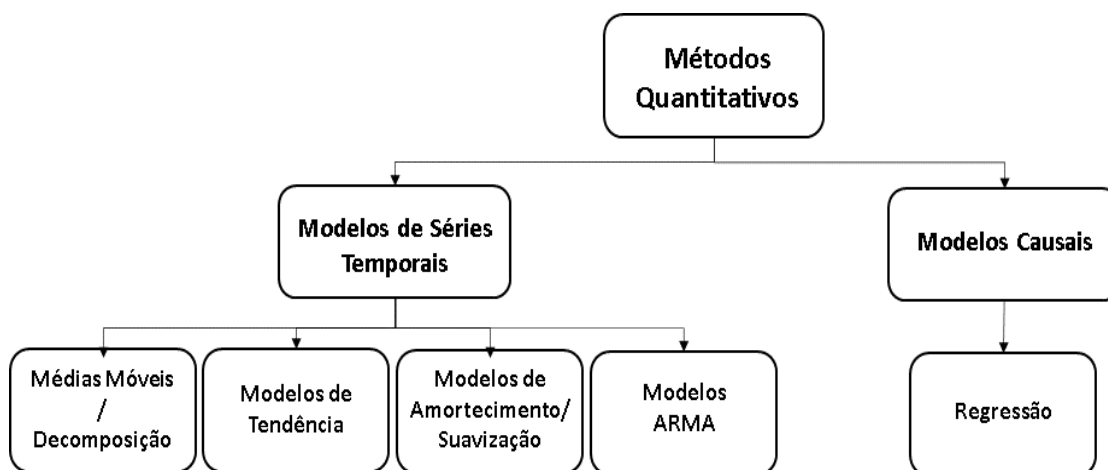 Métodos
Quantitativos
Modelos de Séries
Temporais
Modelos Causais
Médias Móveis
/
Decomposição
Modelos de
Tendência
Modelos de
Amortecimento/
Suavização
Modelos
ARMA
Regressão